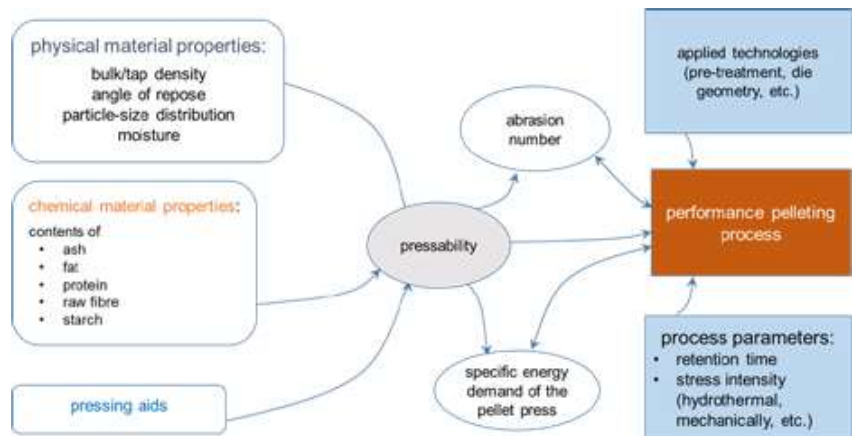 physical material properties:
bulk/tap density
angle of repose
particle-size distribution
moisture
chemical material properties:
contents of
• ash
• fat
• protein
• raw fibre
• starch
pressing aids
pressability
abrasion
number
specific energy
demand of the
pellet press
applied technologies
(pre-treatment, die
geometry, etc.)
performance pelleting
process
process parameters:
• retention time
• stress intensity
(hydrothermal,
mechanically, etc.)